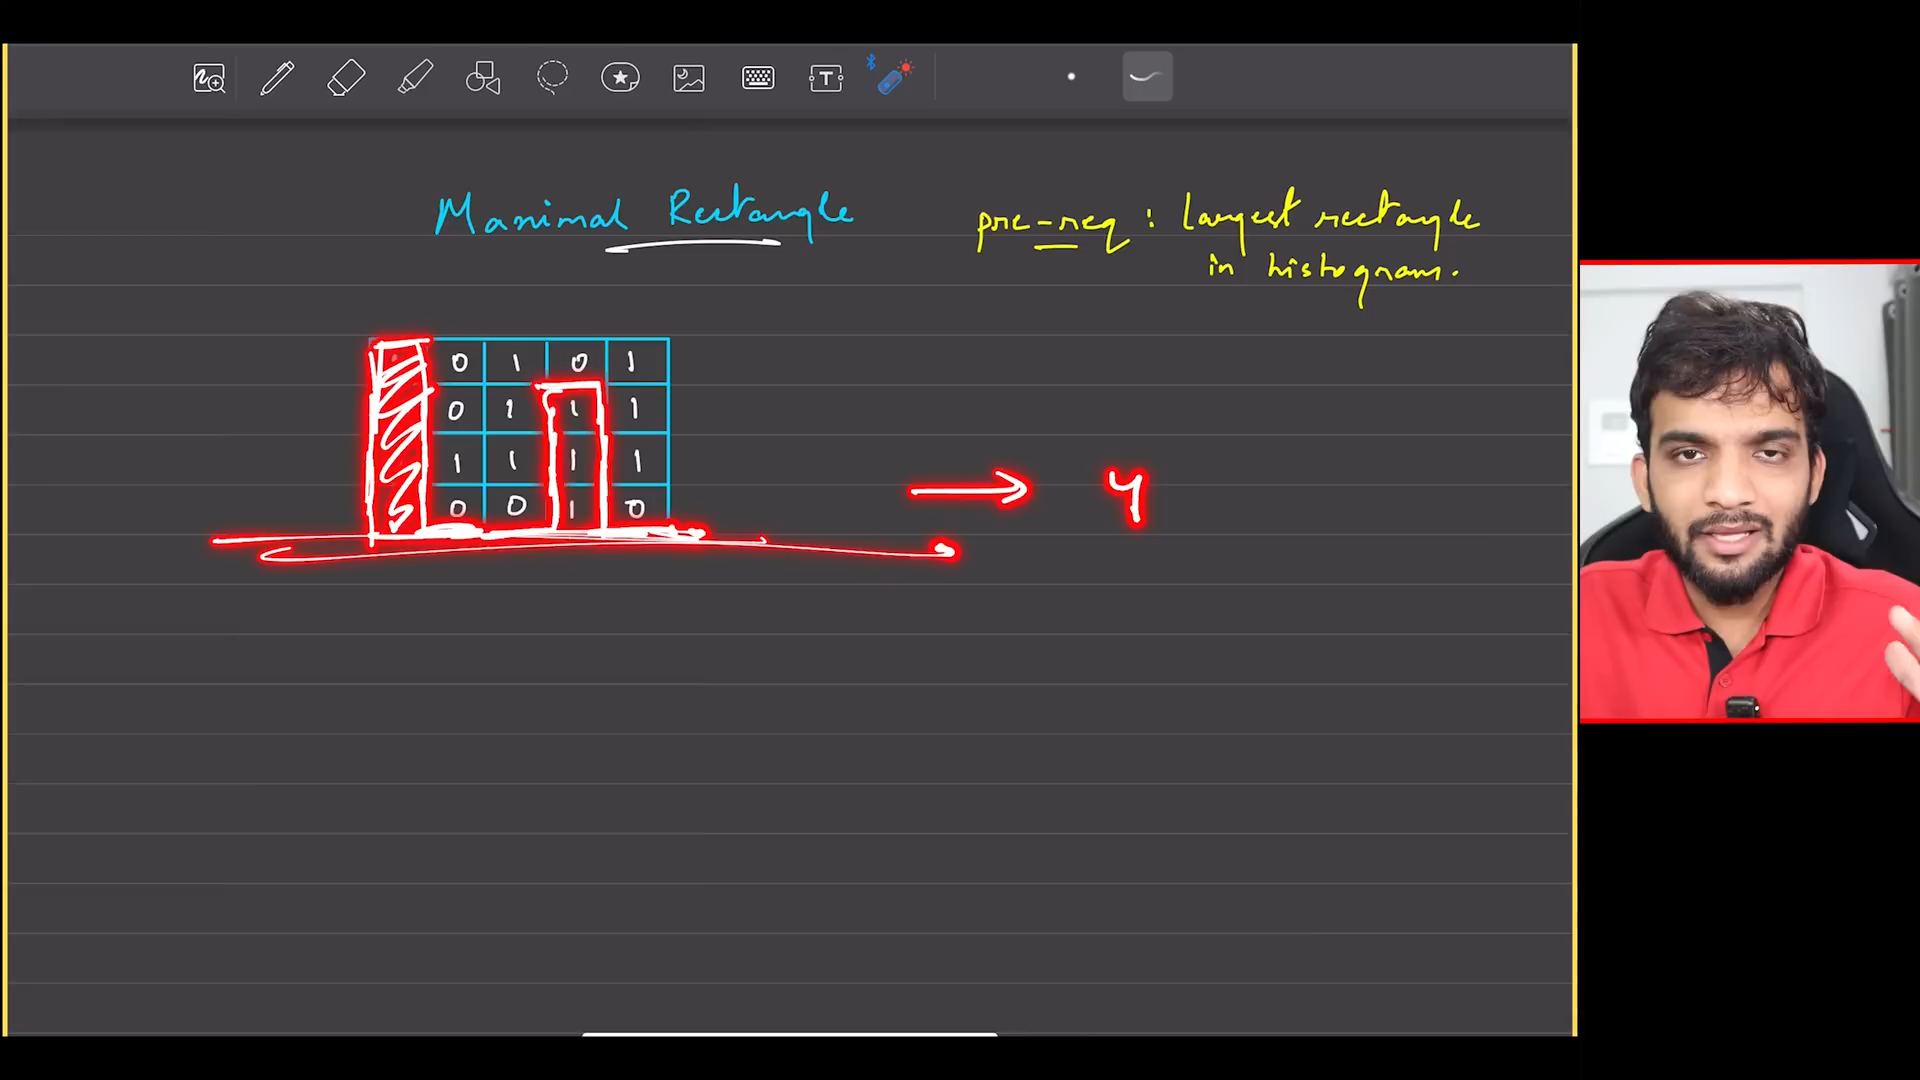 Maximal Rectangle
pre-req : largest rectangle
in histogram.
0 1 0 1
0 1 1 1
1 1 1 1
0 0 1 0
→ 4